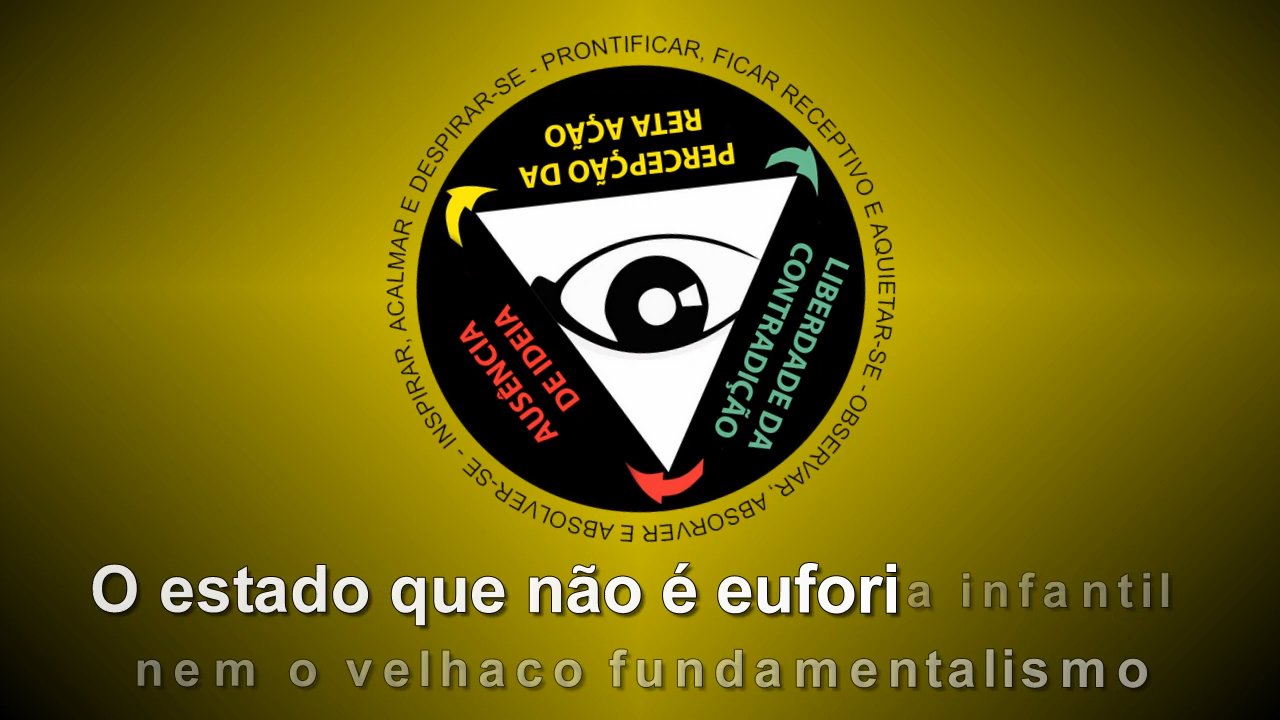 INSPIRAR, ACALMAR E DESPIRAR-SE - PRONTIFICAR, FICAR RECEPTIVO E AQUIETAR-SE - OBSERVAR, ABSORVER E ABSOLVER-SE -
PERCEPÇÃO DA
RETA AÇÃO
LIBERDADE DA
CONTRADIÇÃO
AUSÊNCIA
DE IDEIA
O estado que não é euforia infantil
nem o velhaco fundamentalismo